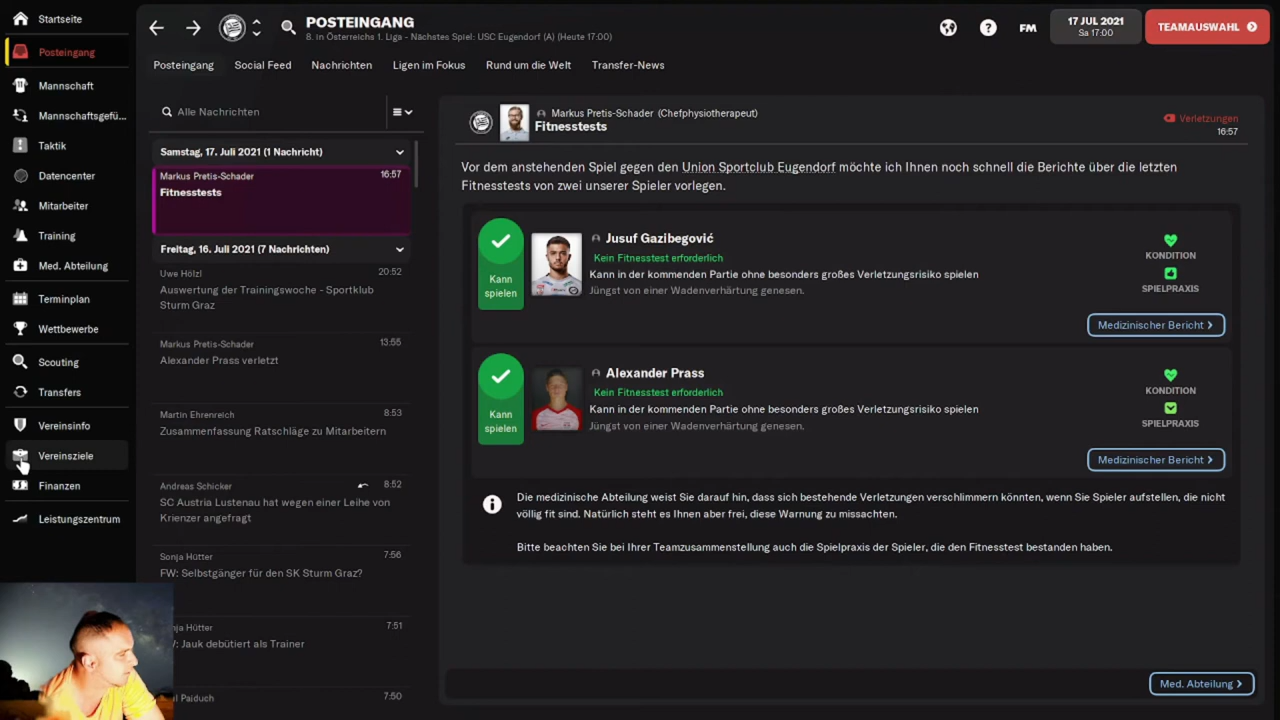 Startseite
Posteingang
Mannschaft
Mannschaftsgefü...
Taktik
Datencenter
Mitarbeiter
Training
Med. Abteilung
Terminplan
Wettbewerbe
Scouting
Transfers
Vereinsinfo
Vereinsziele
Finanzen
Leistungszentrum
POSTEINGANG
8. in Österreichs 1. Liga - Nächstes Spiel: USC Eugendorf (A) (Heute 17:00)
FM
17 JUL 2021
Sa 17:00
TEAMAUSWAHL
Posteingang
Social Feed
Nachrichten
Ligen im Fokus
Rund um die Welt
Transfer-News
Alle Nachrichten
Samstag, 17. Juli 2021 (1 Nachricht)
Markus Pretis-Schader 16:57
Fitnesstests
Freitag, 16. Juli 2021 (7 Nachrichten)
Uwe Hölzl 20:52
Auswertung der Trainingswoche - Sportklub
Sturm Graz
Markus Pretis-Schader 13:55
Alexander Prass verletzt
Martin Ehrenreich 8:53
Zusammenfassung Ratschläge zu Mitarbeitern
Andreas Schicker 8:52
SC Austria Lustenau hat wegen einer Leihe von
Krienzer angefragt
Sonja Hütter 7:56
FW: Selbstgänger für den SK Sturm Graz?
nja Hütter 7:51
: Jauk debütiert als Trainer
Paiduch 7:50
Markus Pretis-Schader (Chefphysiotherapeut)
Fitnesstests
Verletzungen
16:57
Vor dem anstehenden Spiel gegen den Union Sportclub Eugendorf möchte ich Ihnen noch schnell die Berichte über die letzten
Fitnesstests von zwei unserer Spieler vorlegen.
Kann
spielen
Jusuf Gazibegović
Kein Fitnesstest erforderlich
Kann in der kommenden Partie ohne besonders großes Verletzungsrisiko spielen
Jüngst von einer Wadenverhärtung genesen.
KONDITION
SPIELPRAXIS
Medizinischer Bericht
Kann
spielen
Alexander Prass
Kein Fitnesstest erforderlich
Kann in der kommenden Partie ohne besonders großes Verletzungsrisiko spielen
Jüngst von einer Wadenverhärtung genesen.
KONDITION
SPIELPRAXIS
Medizinischer Bericht
Die medizinische Abteilung weist Sie darauf hin, dass sich bestehende Verletzungen verschlimmern könnten, wenn Sie Spieler aufstellen, die nicht
völlig fit sind. Natürlich steht es Ihnen aber frei, diese Warnung zu missachten.
Bitte beachten Sie bei Ihrer Teamzusammenstellung auch die Spielpraxis der Spieler, die den Fitnesstest bestanden haben.
Med. Abteilung